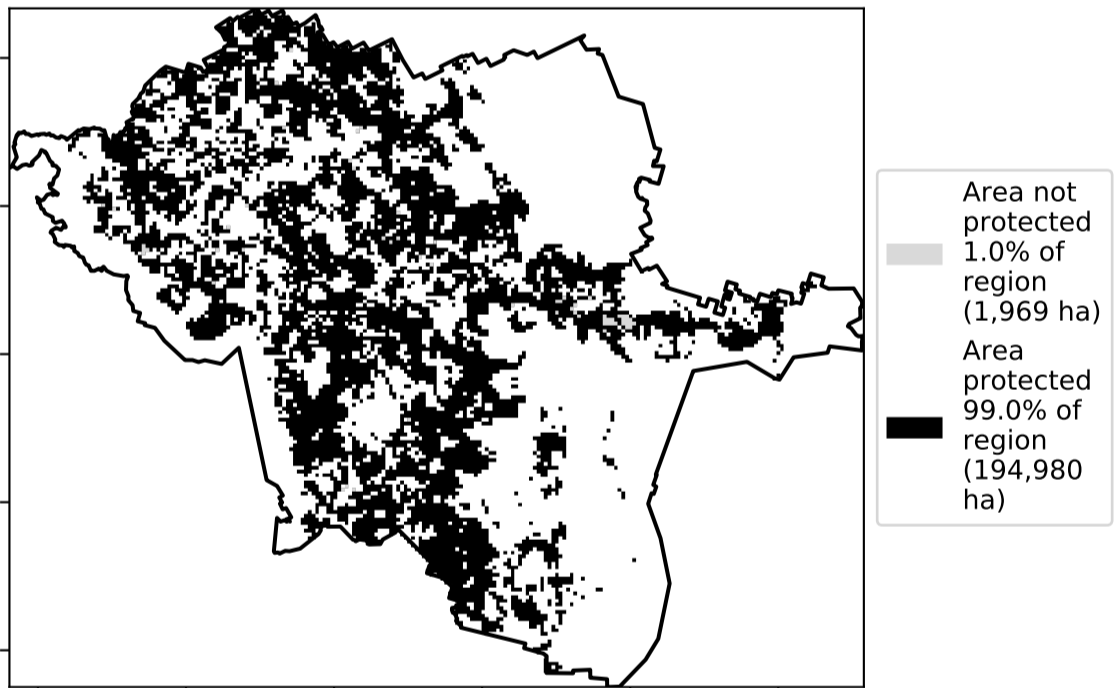 Area not
protected
1.0% of
region
(1,969 ha)
Area
protected
99.0% of
region
(194,980
ha)